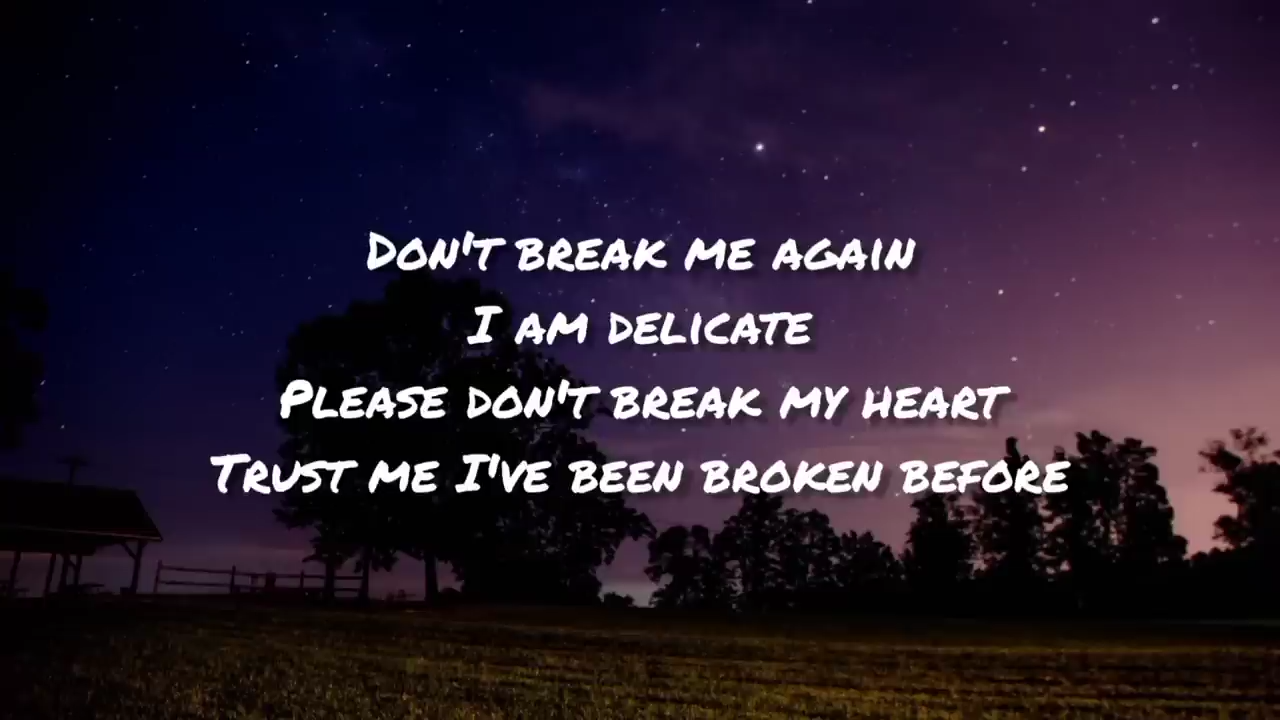 Don't break me again
I am delicate
Please don't break my heart
Trust me I've been broken before